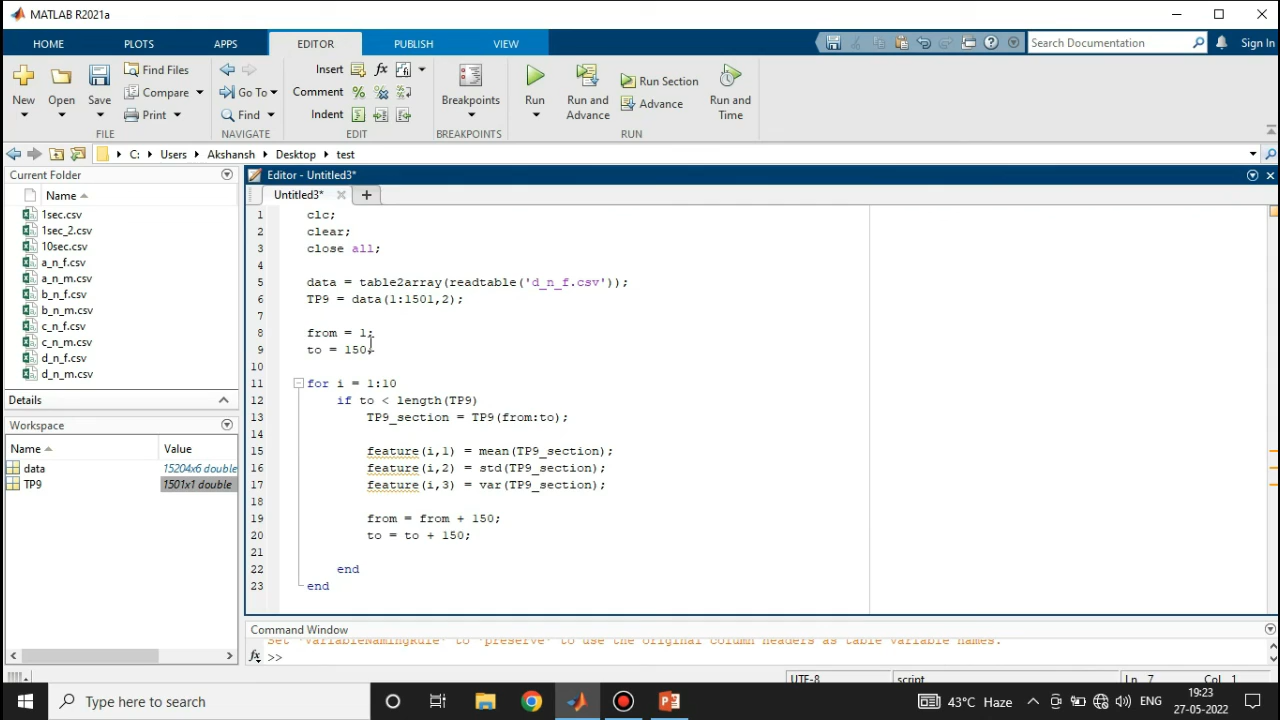 MATLAB R2021a
HOME PLOTS APPS EDITOR PUBLISH VIEW Search Documentation Sign In
New Open Save Find Files Compare Print Go To Find Insert fx Comment % Indent Breakpoints Run Run and Advance Run Section Advance Run and Time
FILE NAVIGATE EDIT BREAKPOINTS RUN
C: Users Akshansh Desktop test
Current Folder
Name
1sec.csv
1sec_2.csv
10sec.csv
a_n_f.csv
a_n_m.csv
b_n_f.csv
b_n_m.csv
c_n_f.csv
c_n_m.csv
d_n_f.csv
d_n_m.csv
Details
Workspace
Name Value
data 15204x6 double
TP9 1501x1 double
Editor - Untitled3*
Untitled3*
1 clc;
2 clear;
3 close all;
4
5 data = table2array(readtable('d_n_f.csv'));
6 TP9 = data(1:1501,2);
7
8 from = 1;
9 to = 150;
10
11 for i = 1:10
12 if to < length(TP9)
13 TP9_section = TP9(from:to);
14
15 feature(i,1) = mean(TP9_section);
16 feature(i,2) = std(TP9_section);
17 feature(i,3) = var(TP9_section);
18
19 from = from + 150;
20 to = to + 150;
21
22 end
23 end
Command Window
Set 'VariableNamingRule' to 'preserve' to use the original column headers as table variable names.
fx >>
UTF-8 script Ln 7 Col 1
Type here to search
43°C Haze ENG
19:23
27-05-2022